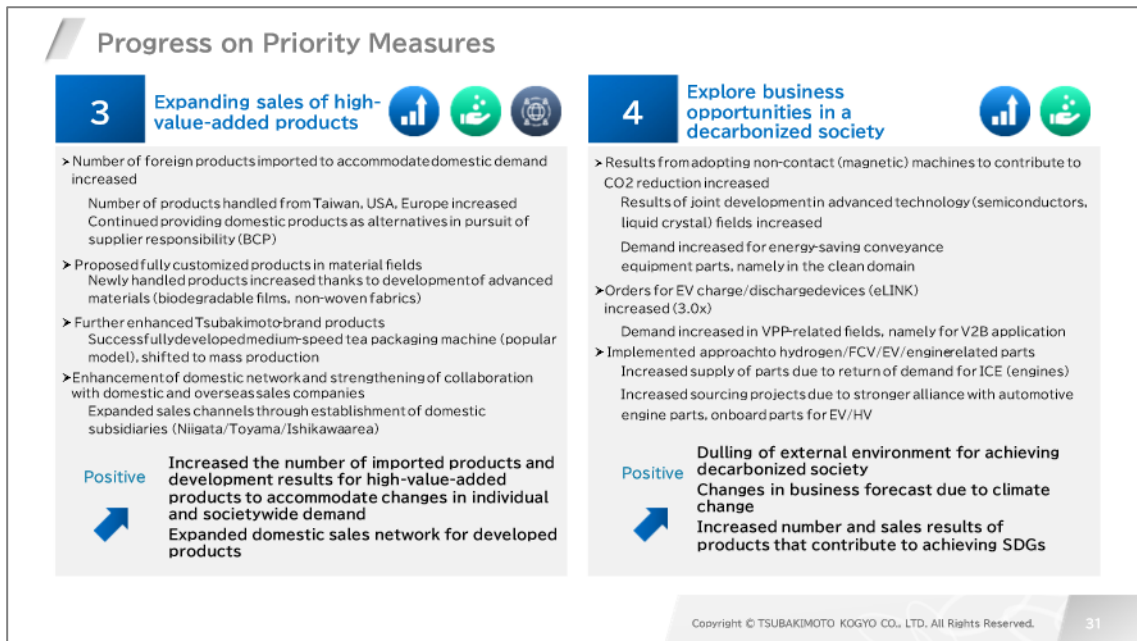 Progress on Priority Measures
3
Expanding sales of high-
value-added products
➤Number of foreign products imported to accommodate domestic demand
increased
Number of products handled from Taiwan, USA, Europe increased
Continued providing domestic products as alternatives in pursuit of
supplier responsibility (BCP)
➤Proposed fully customized products in material fields
Newly handled products increased thanks to development of advanced
materials (biodegradable films, non-woven fabrics)
➤Further enhanced Tsubakimoto-brand products
Successfully developed medium-speed tea packaging machine (popular
model), shifted to mass production
➤Enhancement of domestic network and strengthening of collaboration
with domestic and overseas sales companies
Expanded sales channels through establishment of domestic
subsidiaries (Niigata/Toyama/Ishikawa area)
Positive
Increased the number of imported products and
development results for high-value-added
products to accommodate changes in individual
and societywide demand
Expanded domestic sales network for developed
products
4
Explore business
opportunities in a
decarbonized society
➤Results from adopting non-contact (magnetic) machines to contribute to
CO2 reduction increased
Results of joint development in advanced technology (semiconductors,
liquid crystal) fields increased
Demand increased for energy-saving conveyance
equipment parts, namely in the clean domain
➤Orders for EV charge/discharge devices (eLINK)
increased (3.0x)
Demand increased in VPP-related fields, namely for V2B application
➤Implemented approach to hydrogen/FCV/EV/engine related parts
Increased supply of parts due to return of demand for ICE (engines)
Increased sourcing projects due to stronger alliance with automotive
engine parts, onboard parts for EV/HV
Positive
Dulling of external environment for achieving
decarbonized society
Changes in business forecast due to climate
change
Increased number and sales results of
products that contribute to achieving SDGs
Copyright © TSUBAKIMOTO KOGYO CO., LTD. All Rights Reserved.
31